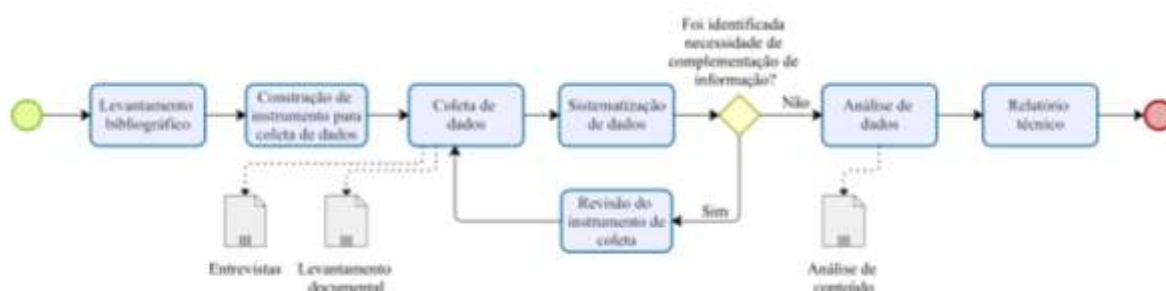 Foi identificada
necessidade de
complementação de
informação?
Levantamento
bibliográfico
Construção de
instrumento para
coleta de dados
Coleta de
dados
Sistematização
de dados
Não
Análise de
dados
Relatório
técnico
Revisão do
instrumento de
coleta
Sim
Entrevistas
Levantamento
documental
Análise de
conteúdo